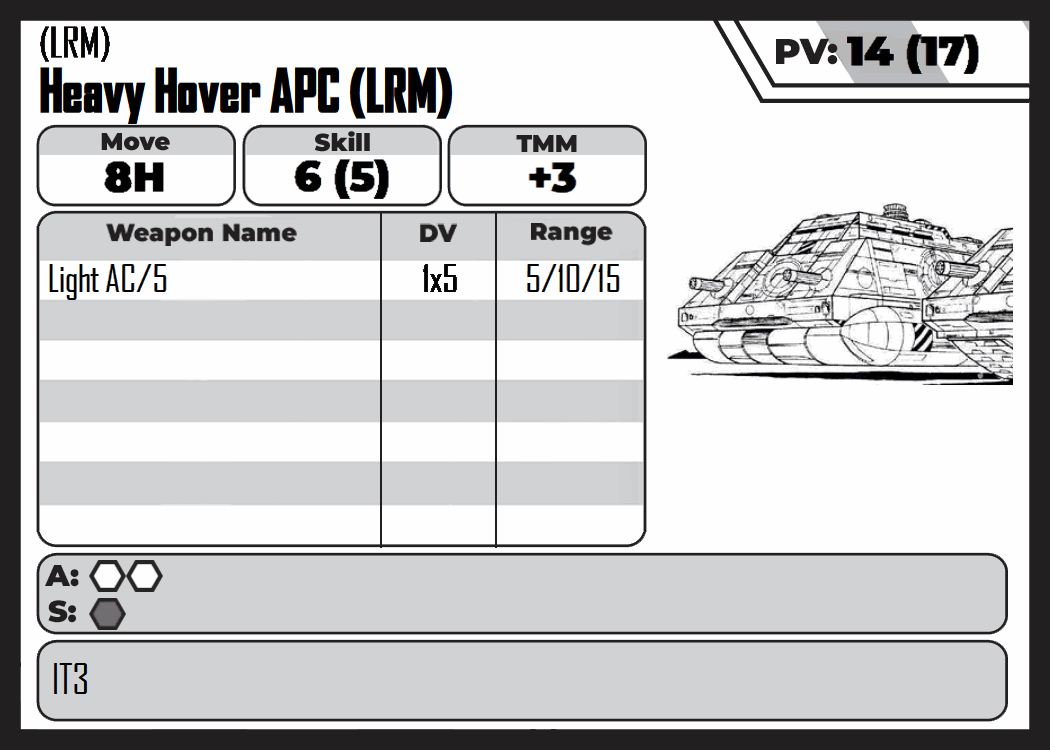 (LRM)
Heavy Hover APC (LRM)
PV: 14 (17)
Move
8H
Skill
6 (5)
TMM
+3
Weapon Name DV Range
Light AC/5 1x5 5/10/15
A:
S:
IT3